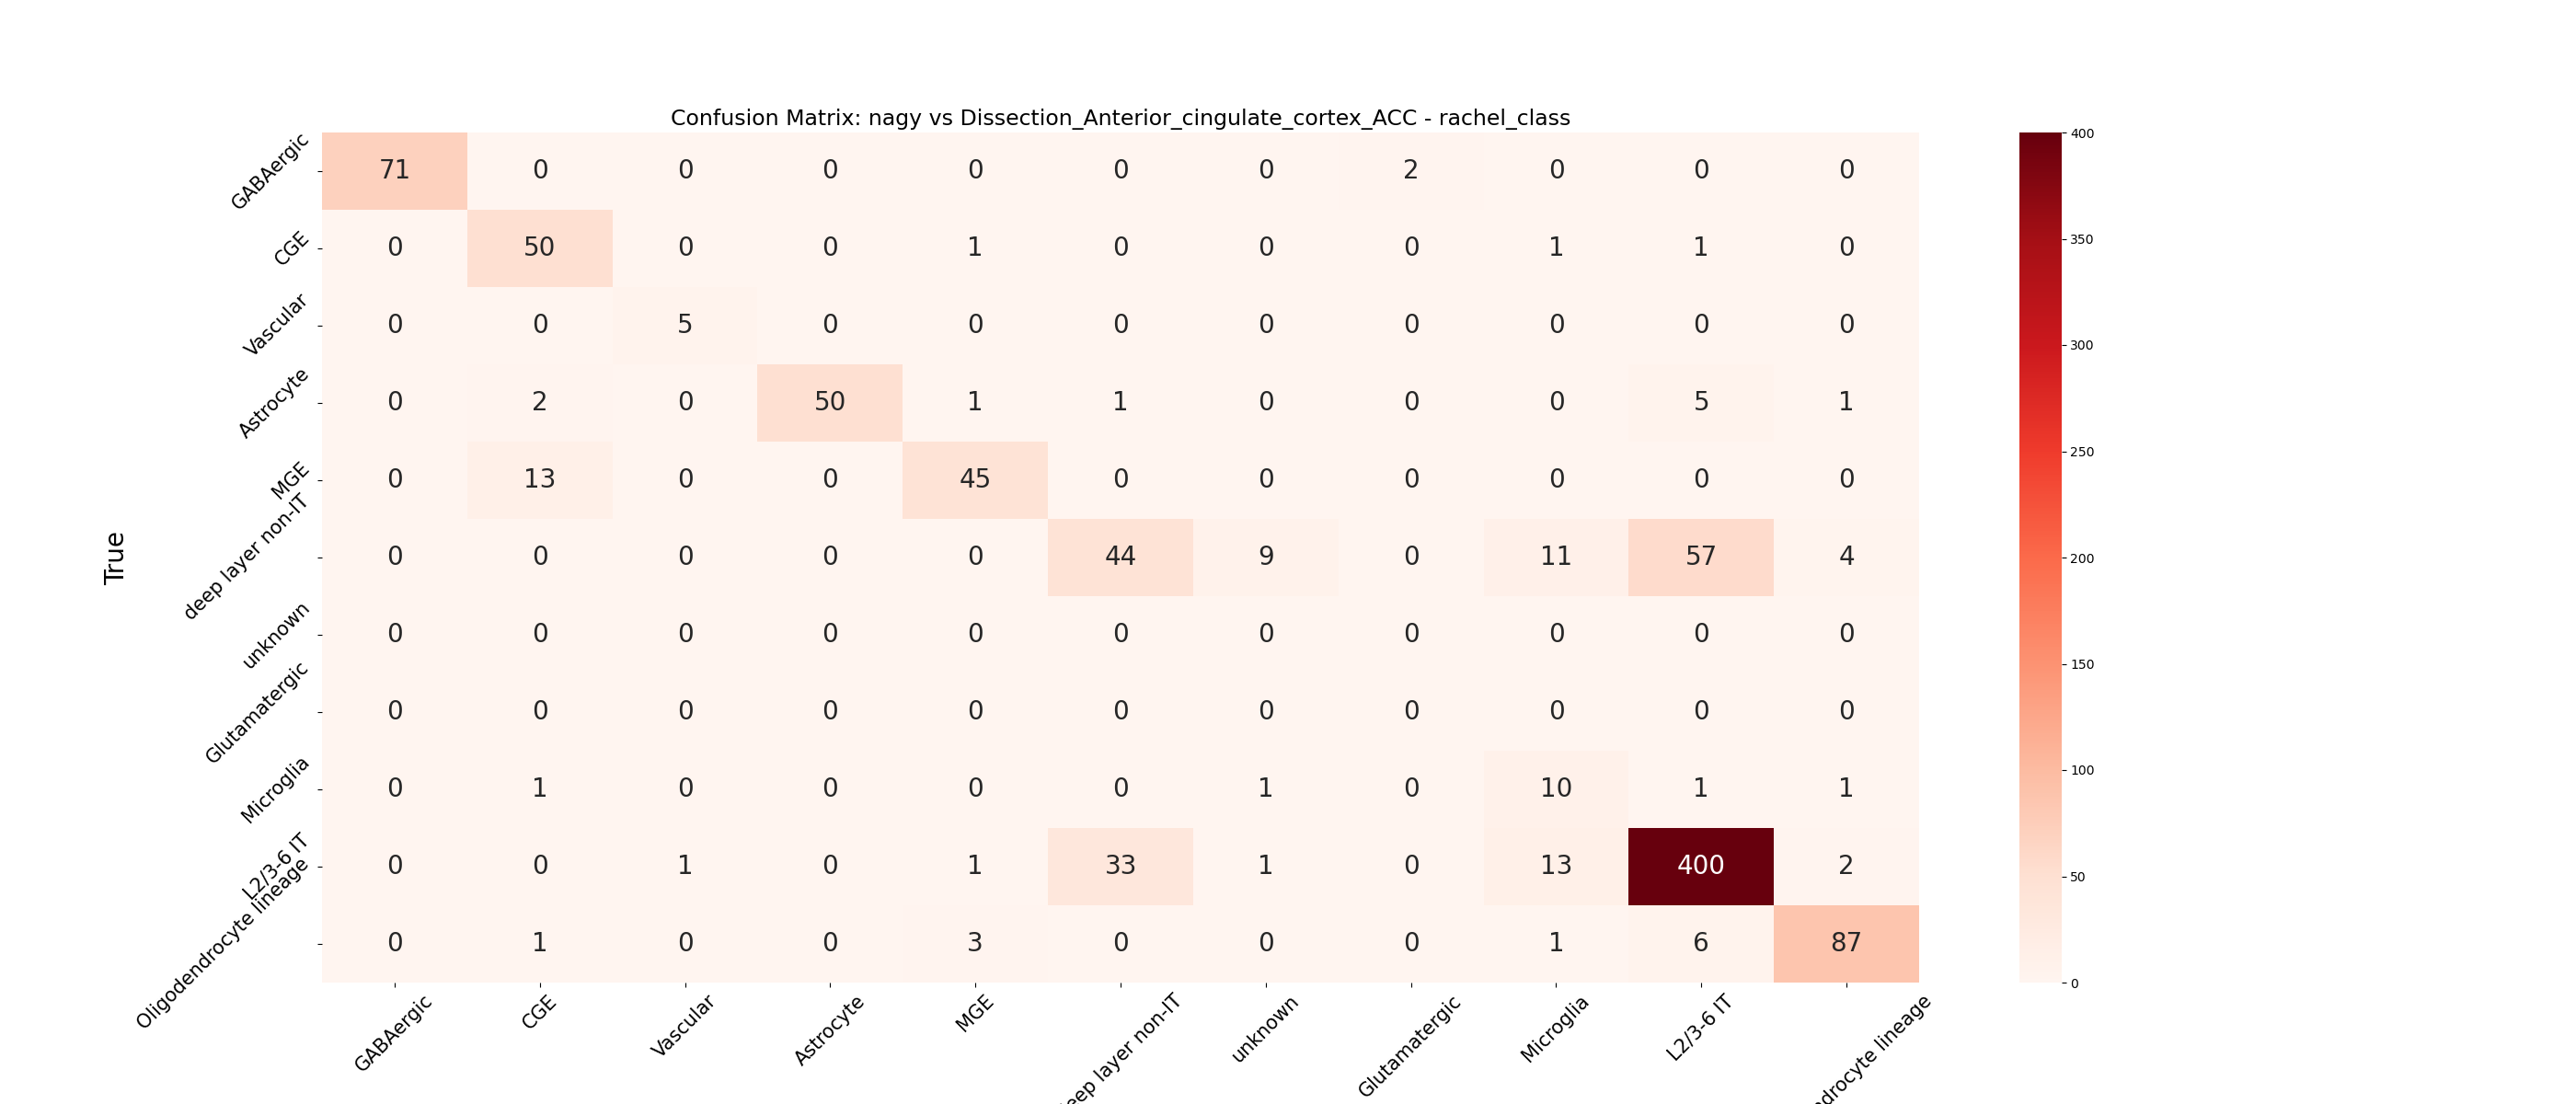 Confusion Matrix: nagy vs Dissection_Anterior_cingulate_cortex_ACC - rachel_class
True
GABAergic 71 0 0 0 0 0 0 2 0 0 0
CGE 0 50 0 0 1 0 0 0 1 1 0
Vascular 0 0 5 0 0 0 0 0 0 0 0
Astrocyte 0 2 0 50 1 1 0 0 0 5 1
MGE 0 13 0 0 45 0 0 0 0 0 0
deep layer non-IT 0 0 0 0 0 44 9 0 11 57 4
unknown 0 0 0 0 0 0 0 0 0 0 0
Glutamatergic 0 0 0 0 0 0 0 0 0 0 0
Microglia 0 1 0 0 0 0 1 0 10 1 1
L2/3-6 IT 0 0 1 0 1 33 1 0 13 400 2
Oligodendrocyte lineage 0 1 0 0 3 0 0 0 1 6 87
GABAergic CGE Vascular Astrocyte MGE eep layer non-IT unknown Glutamatergic Microglia L2/3-6 IT ndrocyte lineage
400
350
300
250
200
150
100
50
0